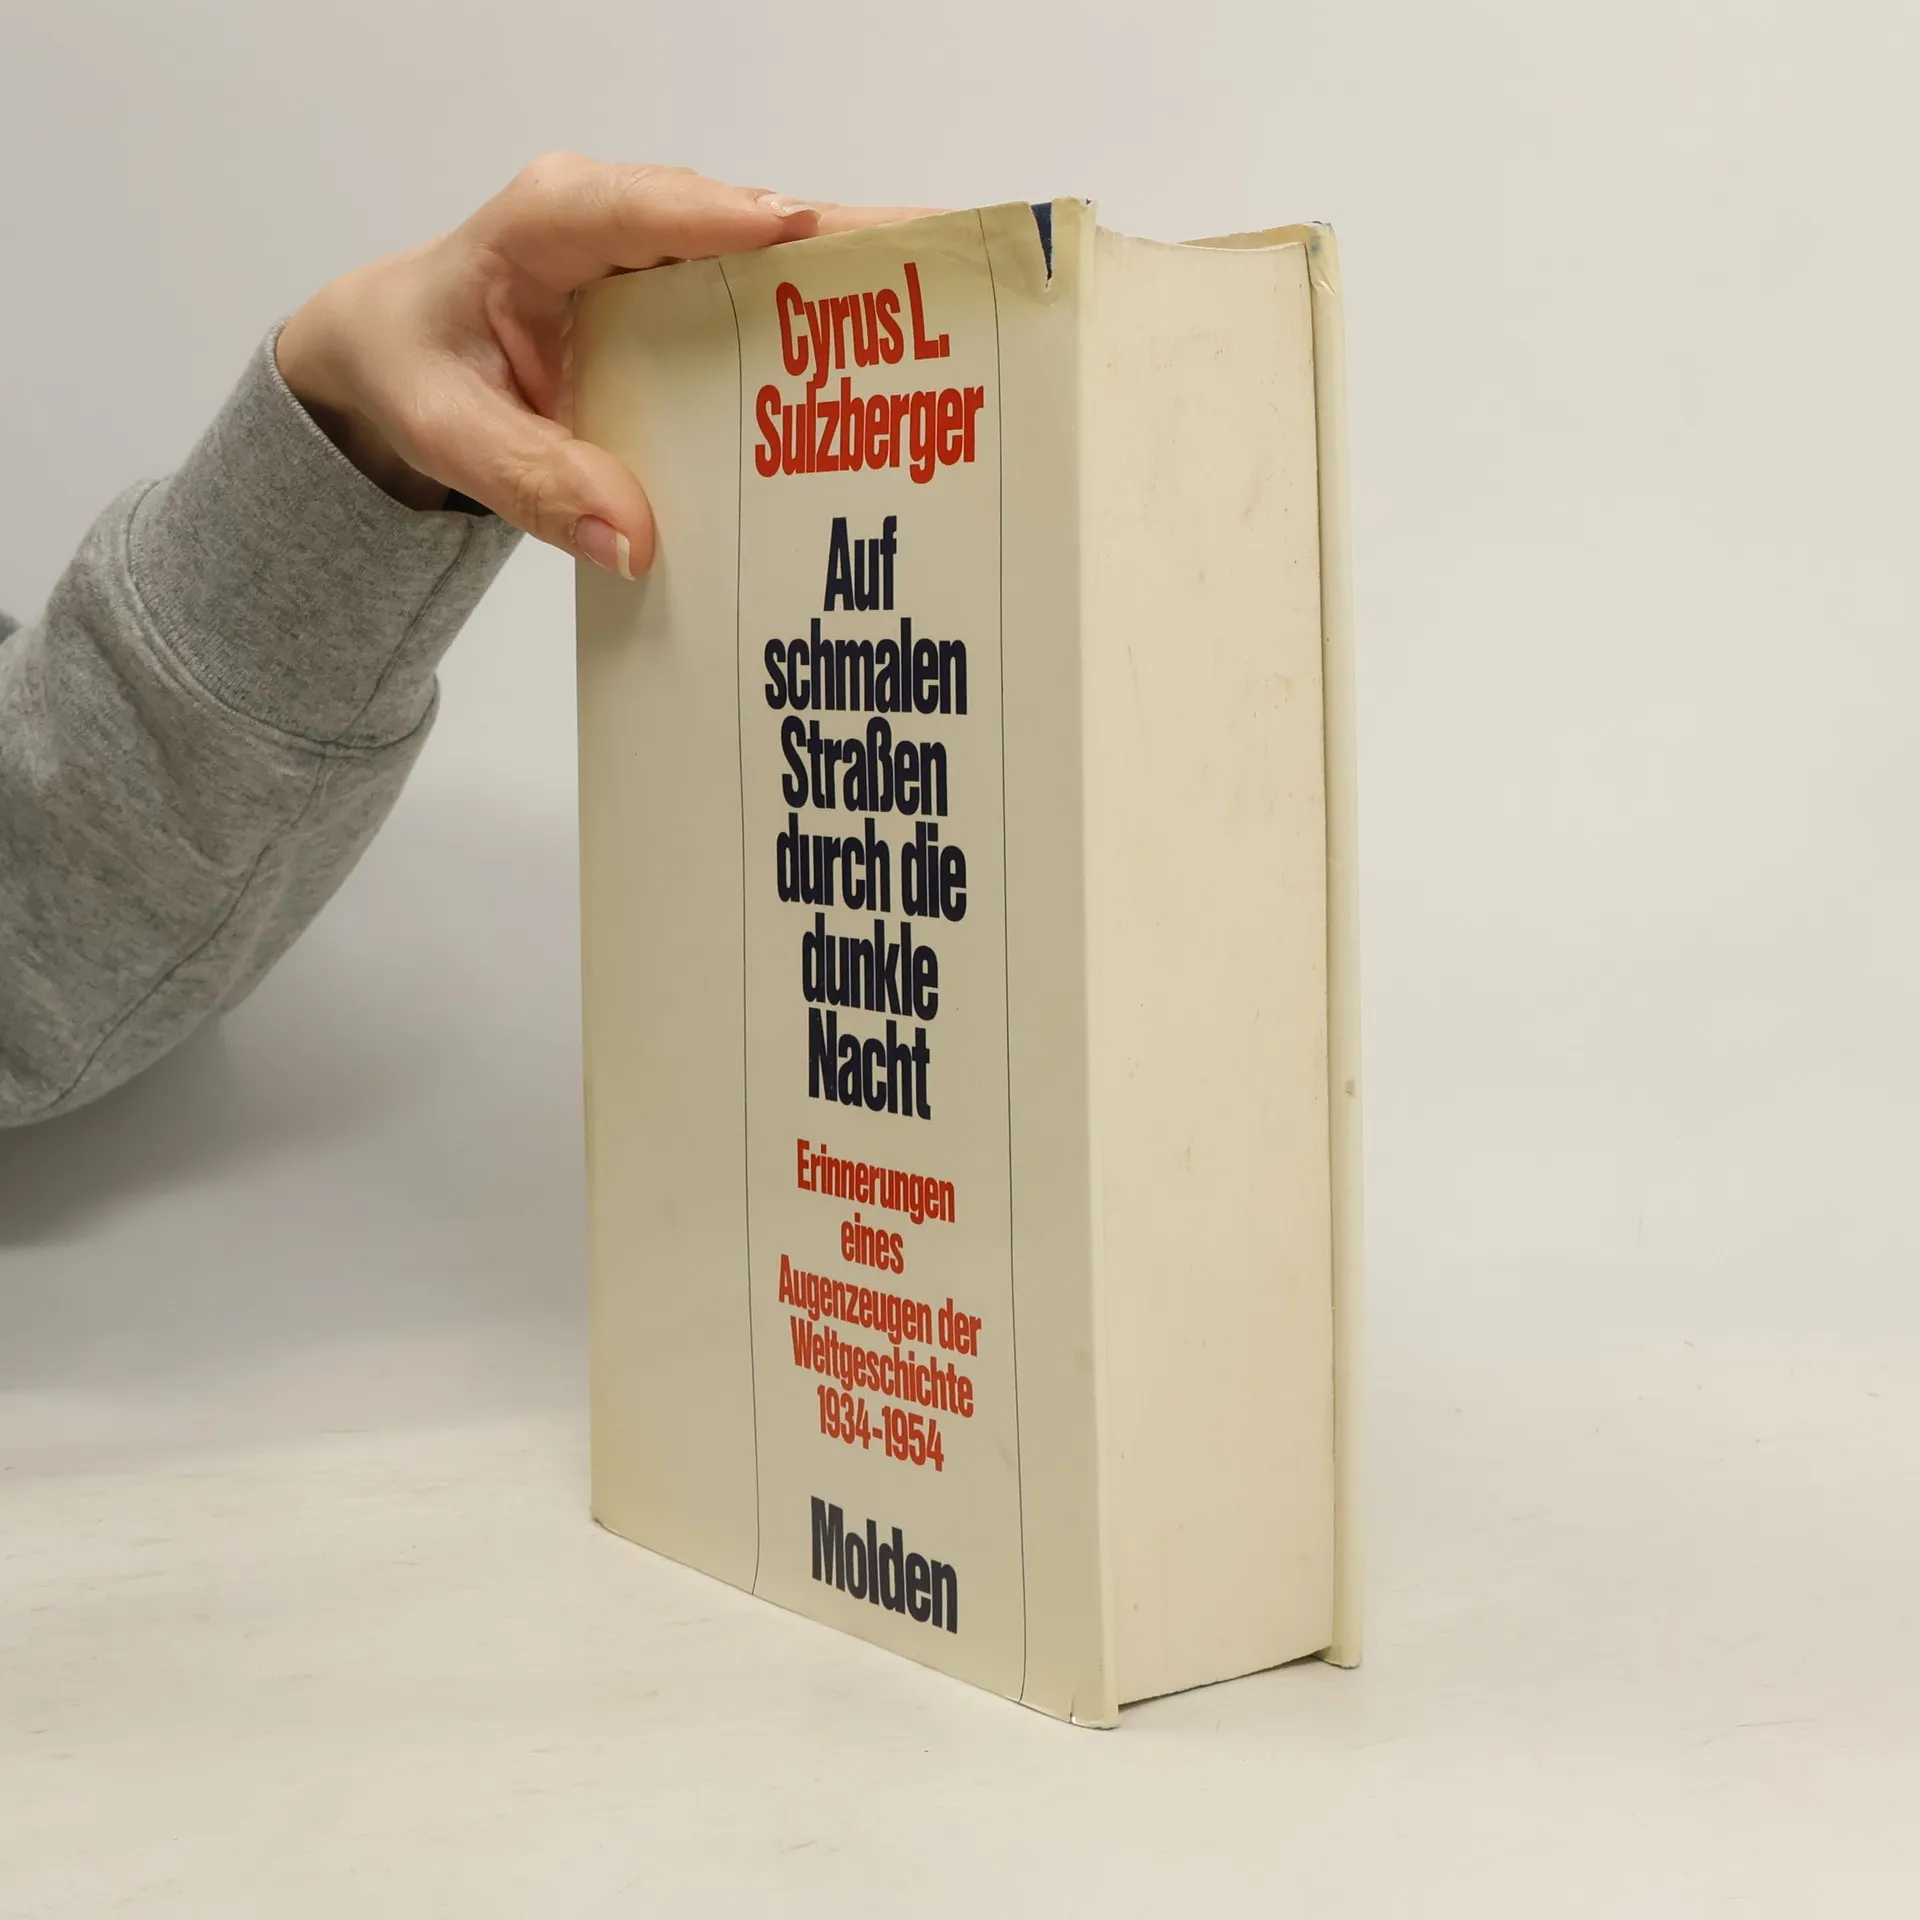 Cyrus L.
Sulzberger
Auf
schmalen
Straßen
durch die
dunkle
Nacht
Erinnerungen
eines
Augenzeugen der
Weltgeschichte
1934-1954
Molden